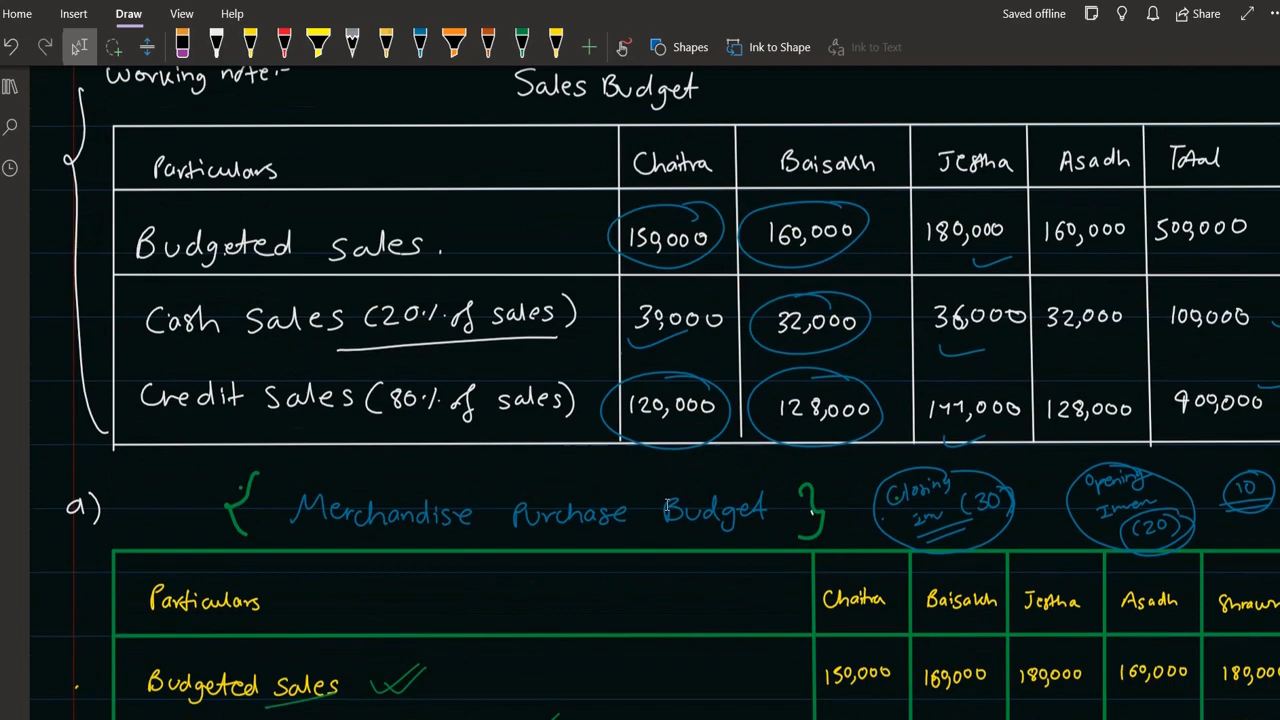 Home Insert Draw View Help Saved offline Share
Shapes Ink to Shape Ink to Text
Working note:-
Sales Budget
Particulars Chaitra Baisakh Jestha Asadh Total
Budgeted sales. 150,000 160,000 180,000 160,000 500,000
Cash sales (20% of sales) 30,000 32,000 36,000 32,000 100,000
Credit sales (80% of sales) 120,000 128,000 144,000 128,000 400,000
a) { Merchandise Purchase Budget } Closing inv (30) Opening Inven (20) 10
Particulars Chaitra Baisakh Jestha Asadh Shrawn
Budgeted sales 150,000 160,000 180,000 160,000 180,000